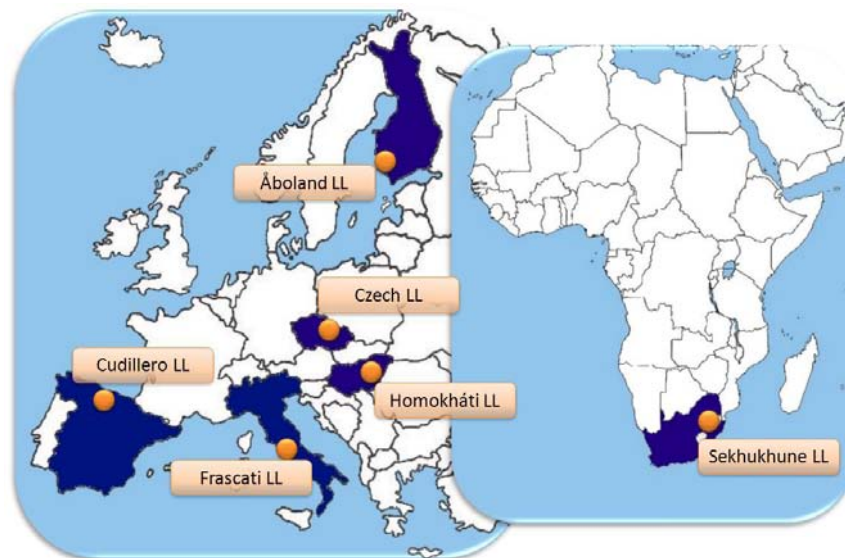 Åboland LL
Czech LL
Cudillero LL
Homokháti LL
Frascati LL
Sekhukhune LL